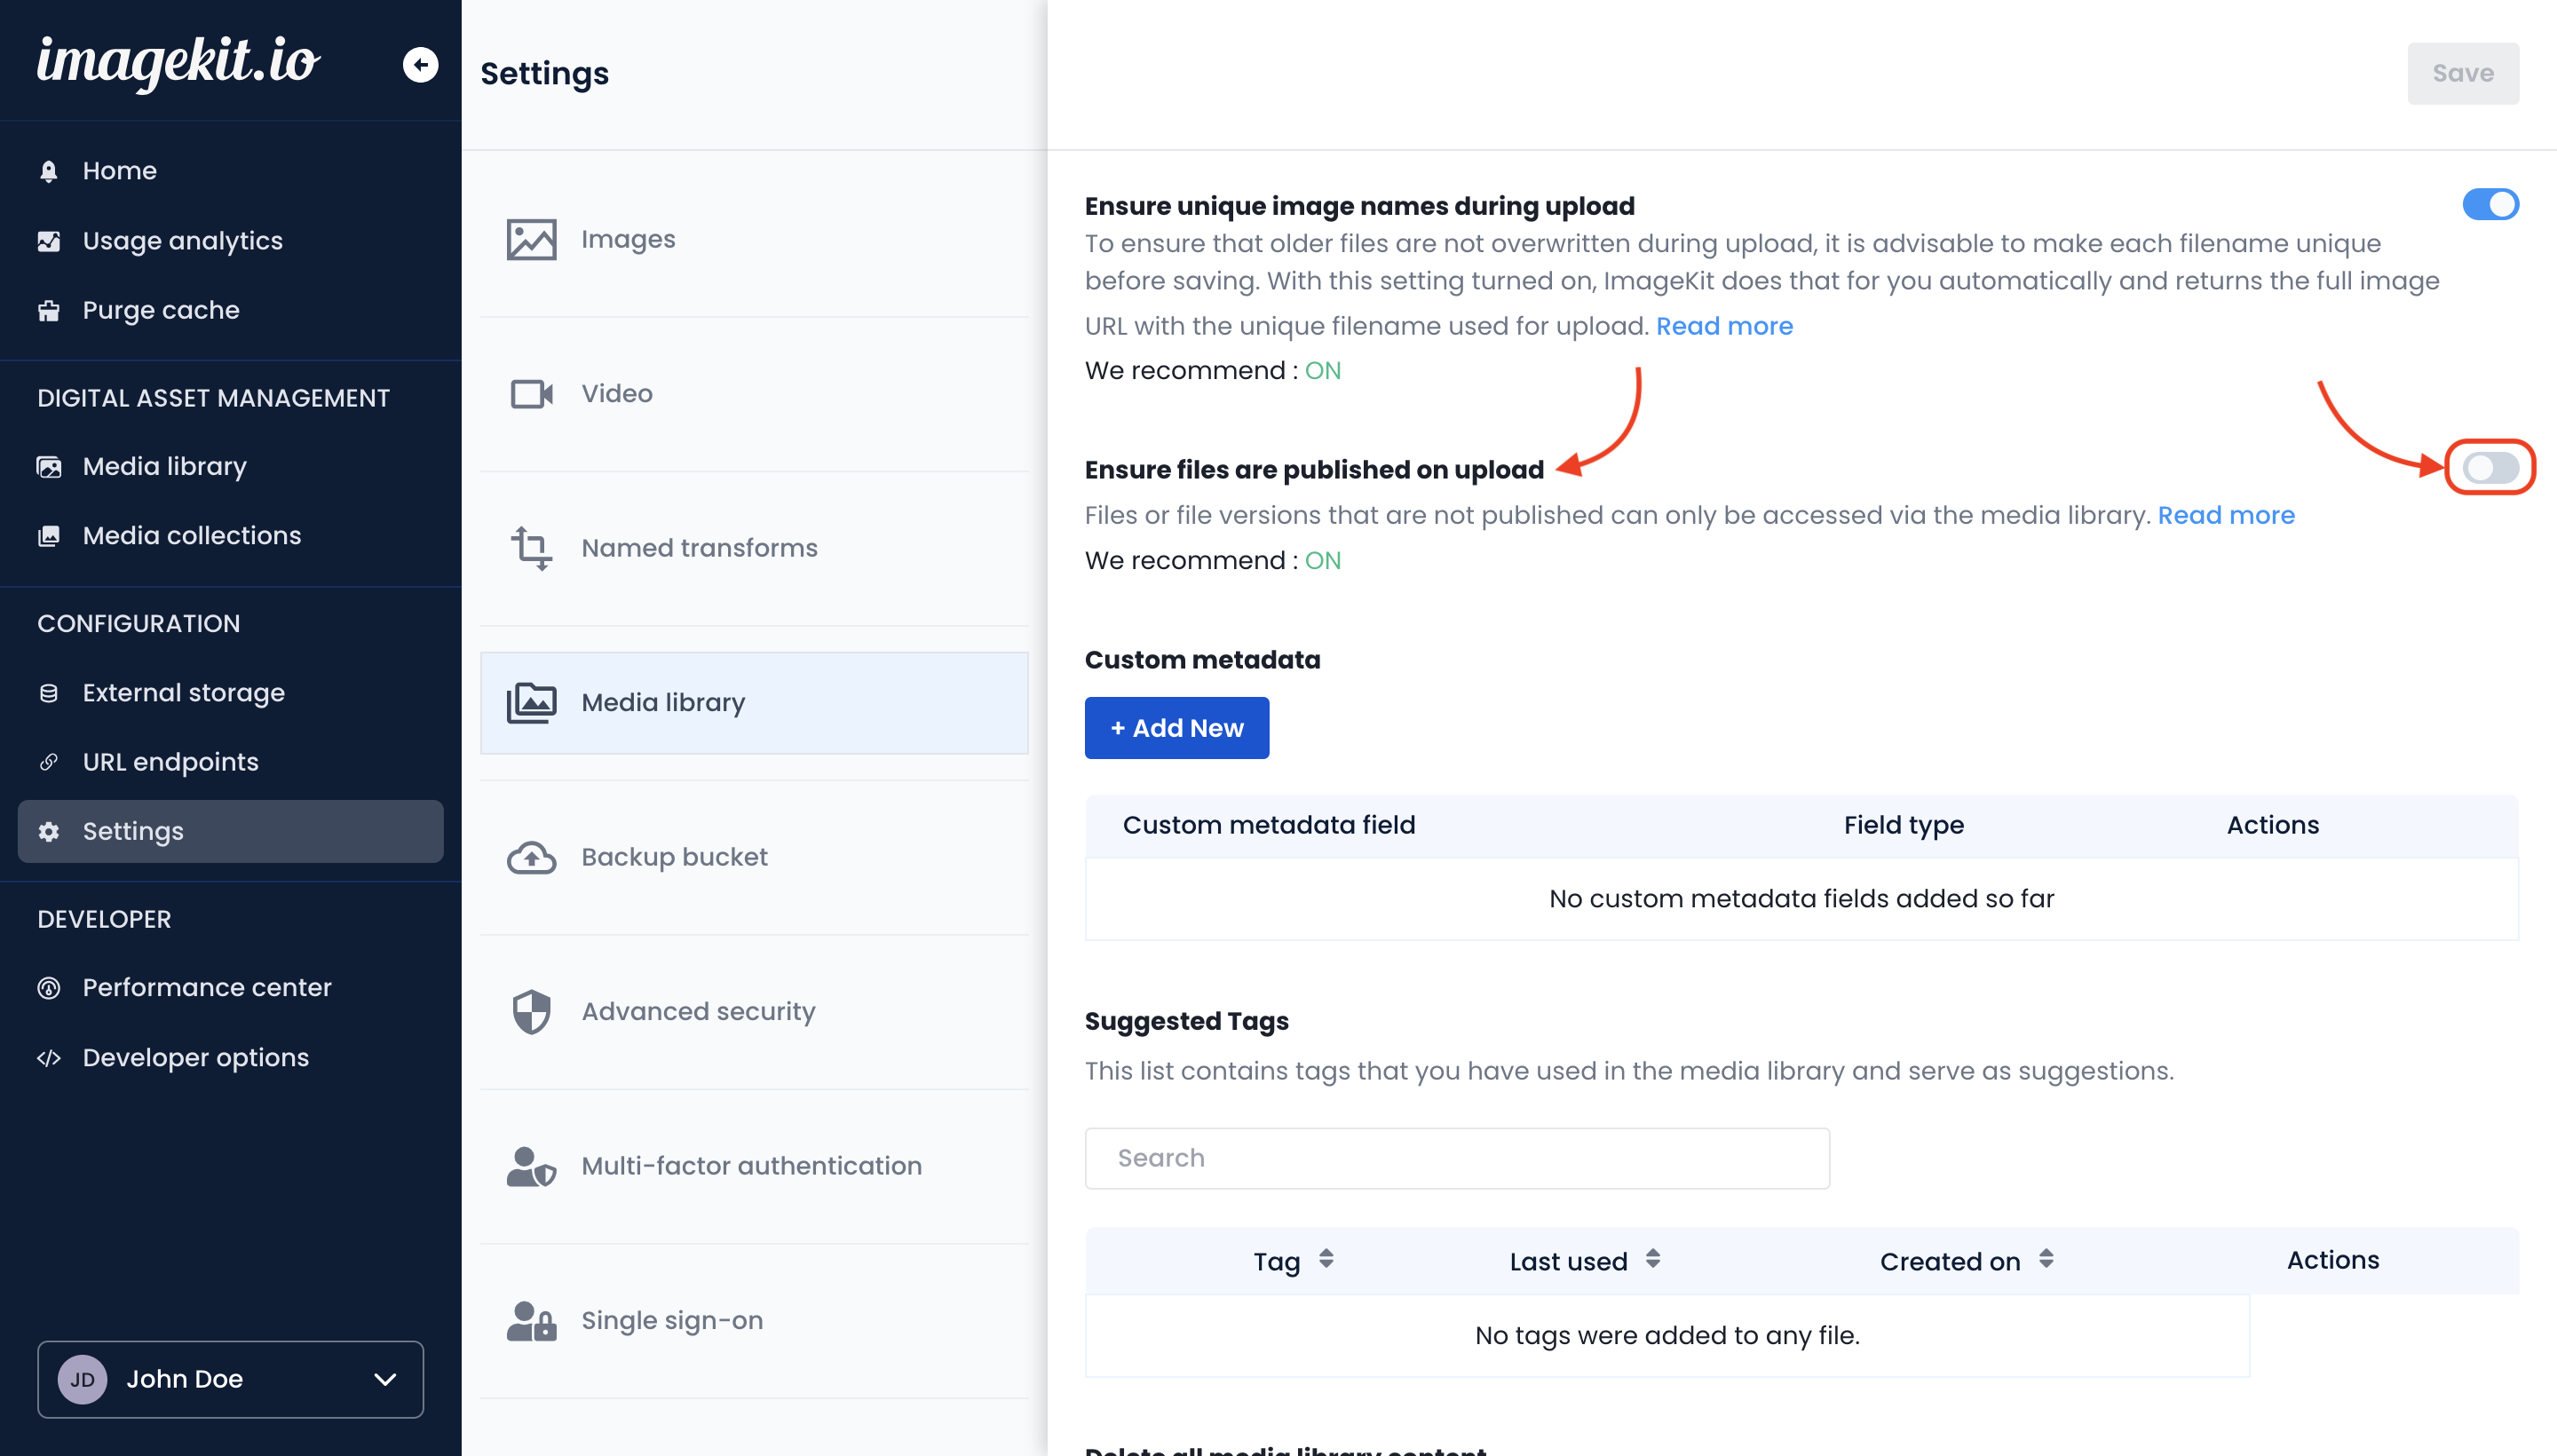 imagekit.io
Home
Usage analytics
Purge cache
DIGITAL ASSET MANAGEMENT
Media library
Media collections
CONFIGURATION
External storage
URL endpoints
Settings
DEVELOPER
Performance center
Developer options
JD John Doe
Settings
Images
Video
Named transforms
Media library
Backup bucket
Advanced security
Multi-factor authentication
Single sign-on
Save
Ensure unique image names during upload
To ensure that older files are not overwritten during upload, it is advisable to make each filename unique
before saving. With this setting turned on, ImageKit does that for you automatically and returns the full image
URL with the unique filename used for upload. Read more
We recommend : ON
Ensure files are published on upload
Files or file versions that are not published can only be accessed via the media library. Read more
We recommend : ON
Custom metadata
+ Add New
Custom metadata field Field type Actions
No custom metadata fields added so far
Suggested Tags
This list contains tags that you have used in the media library and serve as suggestions.
Search
Tag Last used Created on Actions
No tags were added to any file.
Delete all media library content